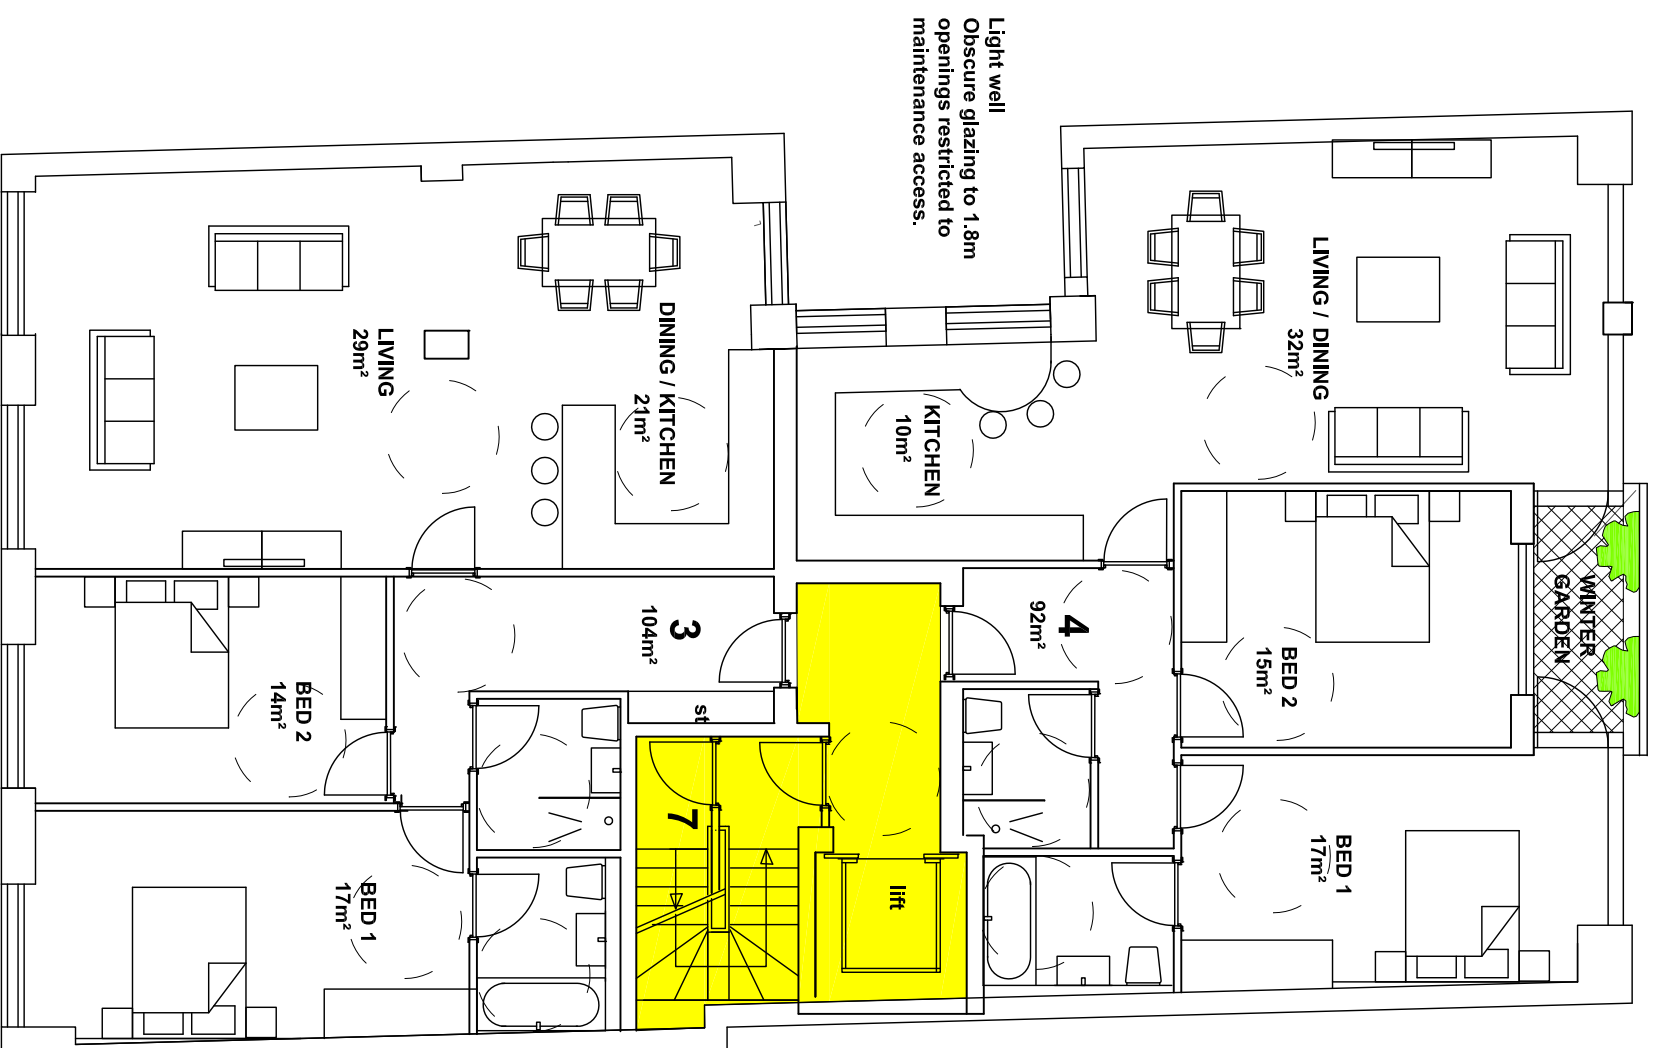 Light well
Obscure glazing to 1.8m
openings restricted to
maintenance access.
LIVING / DINING
32m²
KITCHEN
10m²
DINING / KITCHEN
21m²
LIVING
29m²
WINTER
GARDEN
BED 2
15m²
4
92m²
3
104m²
st
BED 2
14m²
7
lift
BED 1
17m²
BED 1
17m²